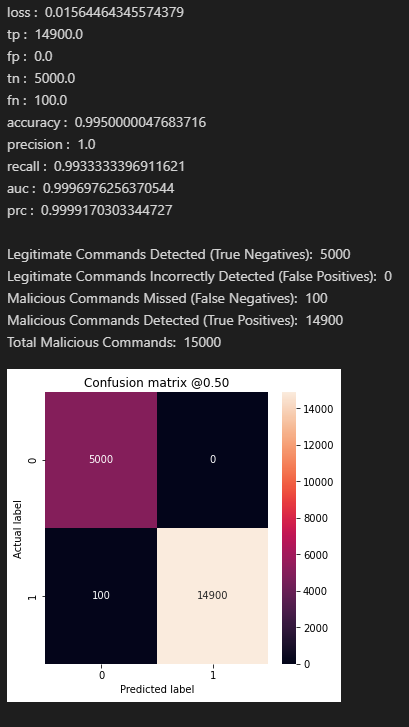 loss :  0.01564464345574379
tp :  14900.0
fp :  0.0
tn :  5000.0
fn :  100.0
accuracy :  0.9950000047683716
precision :  1.0
recall :  0.9933333396911621
auc :  0.9996976256370544
prc :  0.9999170303344727
Legitimate Commands Detected (True Negatives):  5000
Legitimate Commands Incorrectly Detected (False Positives):  0
Malicious Commands Missed (False Negatives):  100
Malicious Commands Detected (True Positives):  14900
Total Malicious Commands:  15000
Confusion matrix @0.50
Actual label
0
1
5000
0
100
14900
0
1
Predicted label
14000
12000
10000
8000
6000
4000
2000
0